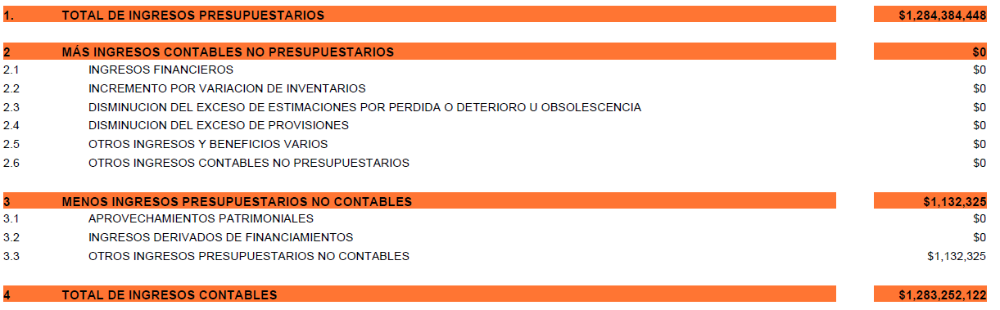 1. TOTAL DE INGRESOS PRESUPUESTARIOS $1,284,384,448
2 MÁS INGRESOS CONTABLES NO PRESUPUESTARIOS $0
2.1 INGRESOS FINANCIEROS $0
2.2 INCREMENTO POR VARIACION DE INVENTARIOS $0
2.3 DISMINUCION DEL EXCESO DE ESTIMACIONES POR PERDIDA O DETERIORO U OBSOLESCENCIA $0
2.4 DISMINUCION DEL EXCESO DE PROVISIONES $0
2.5 OTROS INGRESOS Y BENEFICIOS VARIOS $0
2.6 OTROS INGRESOS CONTABLES NO PRESUPUESTARIOS $0
3 MENOS INGRESOS PRESUPUESTARIOS NO CONTABLES $1,132,325
3.1 APROVECHAMIENTOS PATRIMONIALES $0
3.2 INGRESOS DERIVADOS DE FINANCIAMIENTOS $0
3.3 OTROS INGRESOS PRESUPUESTARIOS NO CONTABLES $1,132,325
4 TOTAL DE INGRESOS CONTABLES $1,283,252,122